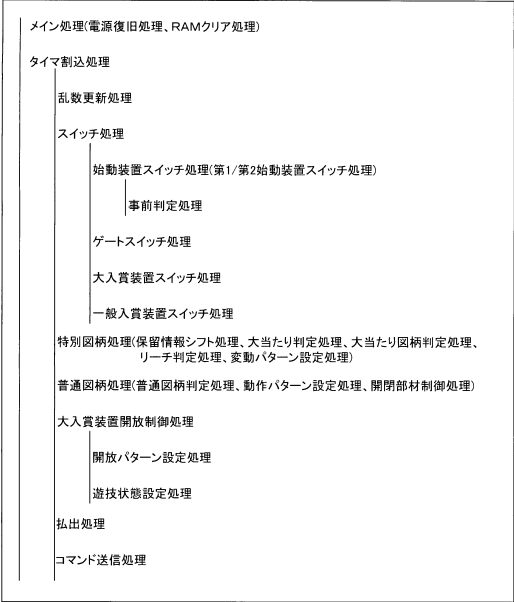 メイン処理(電源復旧処理、RAMクリア処理)
タイマ割込処理
乱数更新処理
スイッチ処理
始動装置スイッチ処理(第1/第2始動装置スイッチ処理)
事前判定処理
ゲートスイッチ処理
大入賞装置スイッチ処理
一般入賞装置スイッチ処理
特別図柄処理(保留情報シフト処理、大当たり判定処理、大当たり図柄判定処理、
リーチ判定処理、変動パターン設定処理)
普通図柄処理(普通図柄判定処理、動作パターン設定処理、開閉部材制御処理)
大入賞装置開放制御処理
開放パターン設定処理
遊技状態設定処理
払出処理
コマンド送信処理